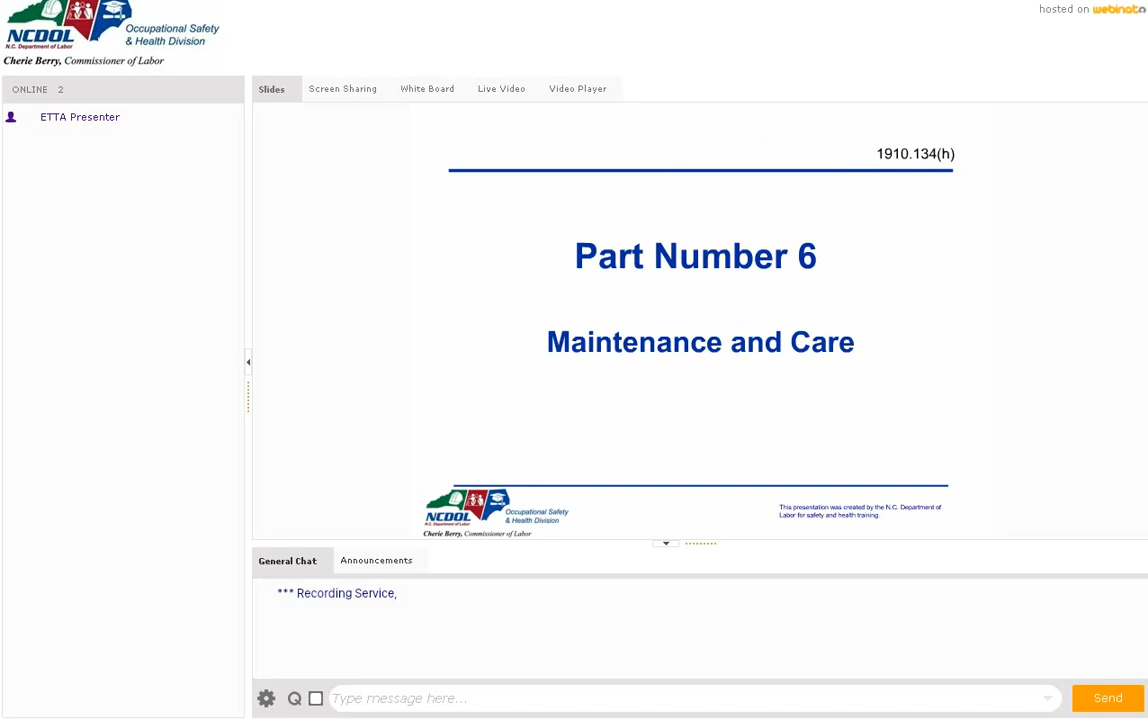 hosted on webinato
NCDOL
N.C. Department of Labor
Occupational Safety
& Health Division
Cherie Berry, Commissioner of Labor
ONLINE 2
ETTA Presenter
Slides Screen Sharing White Board Live Video Video Player
1910.134(h)
Part Number 6
Maintenance and Care
NCDOL
N.C. Department of Labor
Occupational Safety
& Health Division
Cherie Berry, Commissioner of Labor
This presentation was created by the N.C. Department of
Labor for safety and health training.
General Chat Announcements
*** Recording Service,
Q Type message here... Send